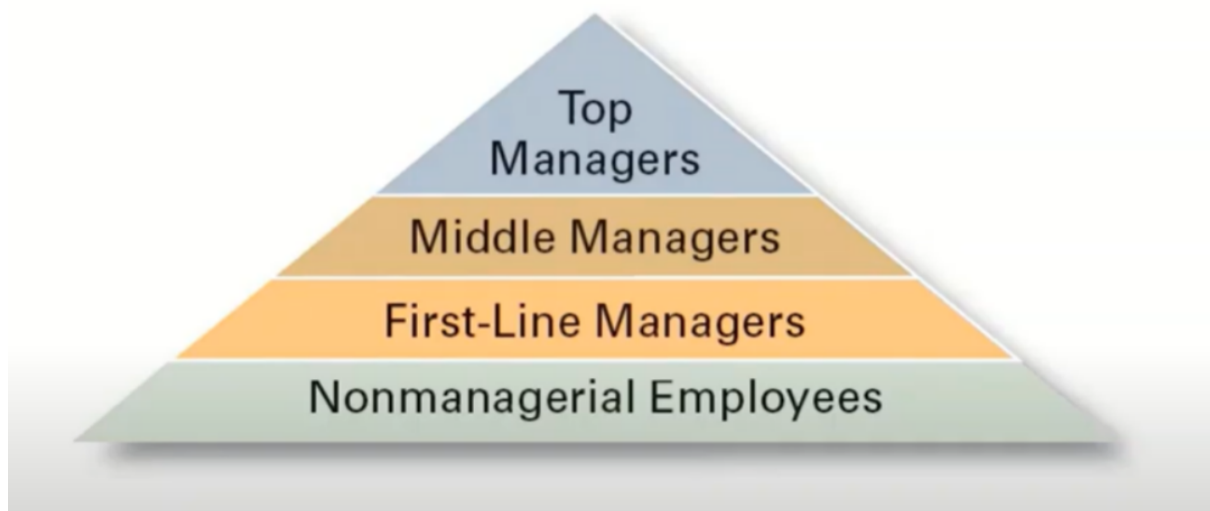 Top
Managers
Middle Managers
First-Line Managers
Nonmanagerial Employees